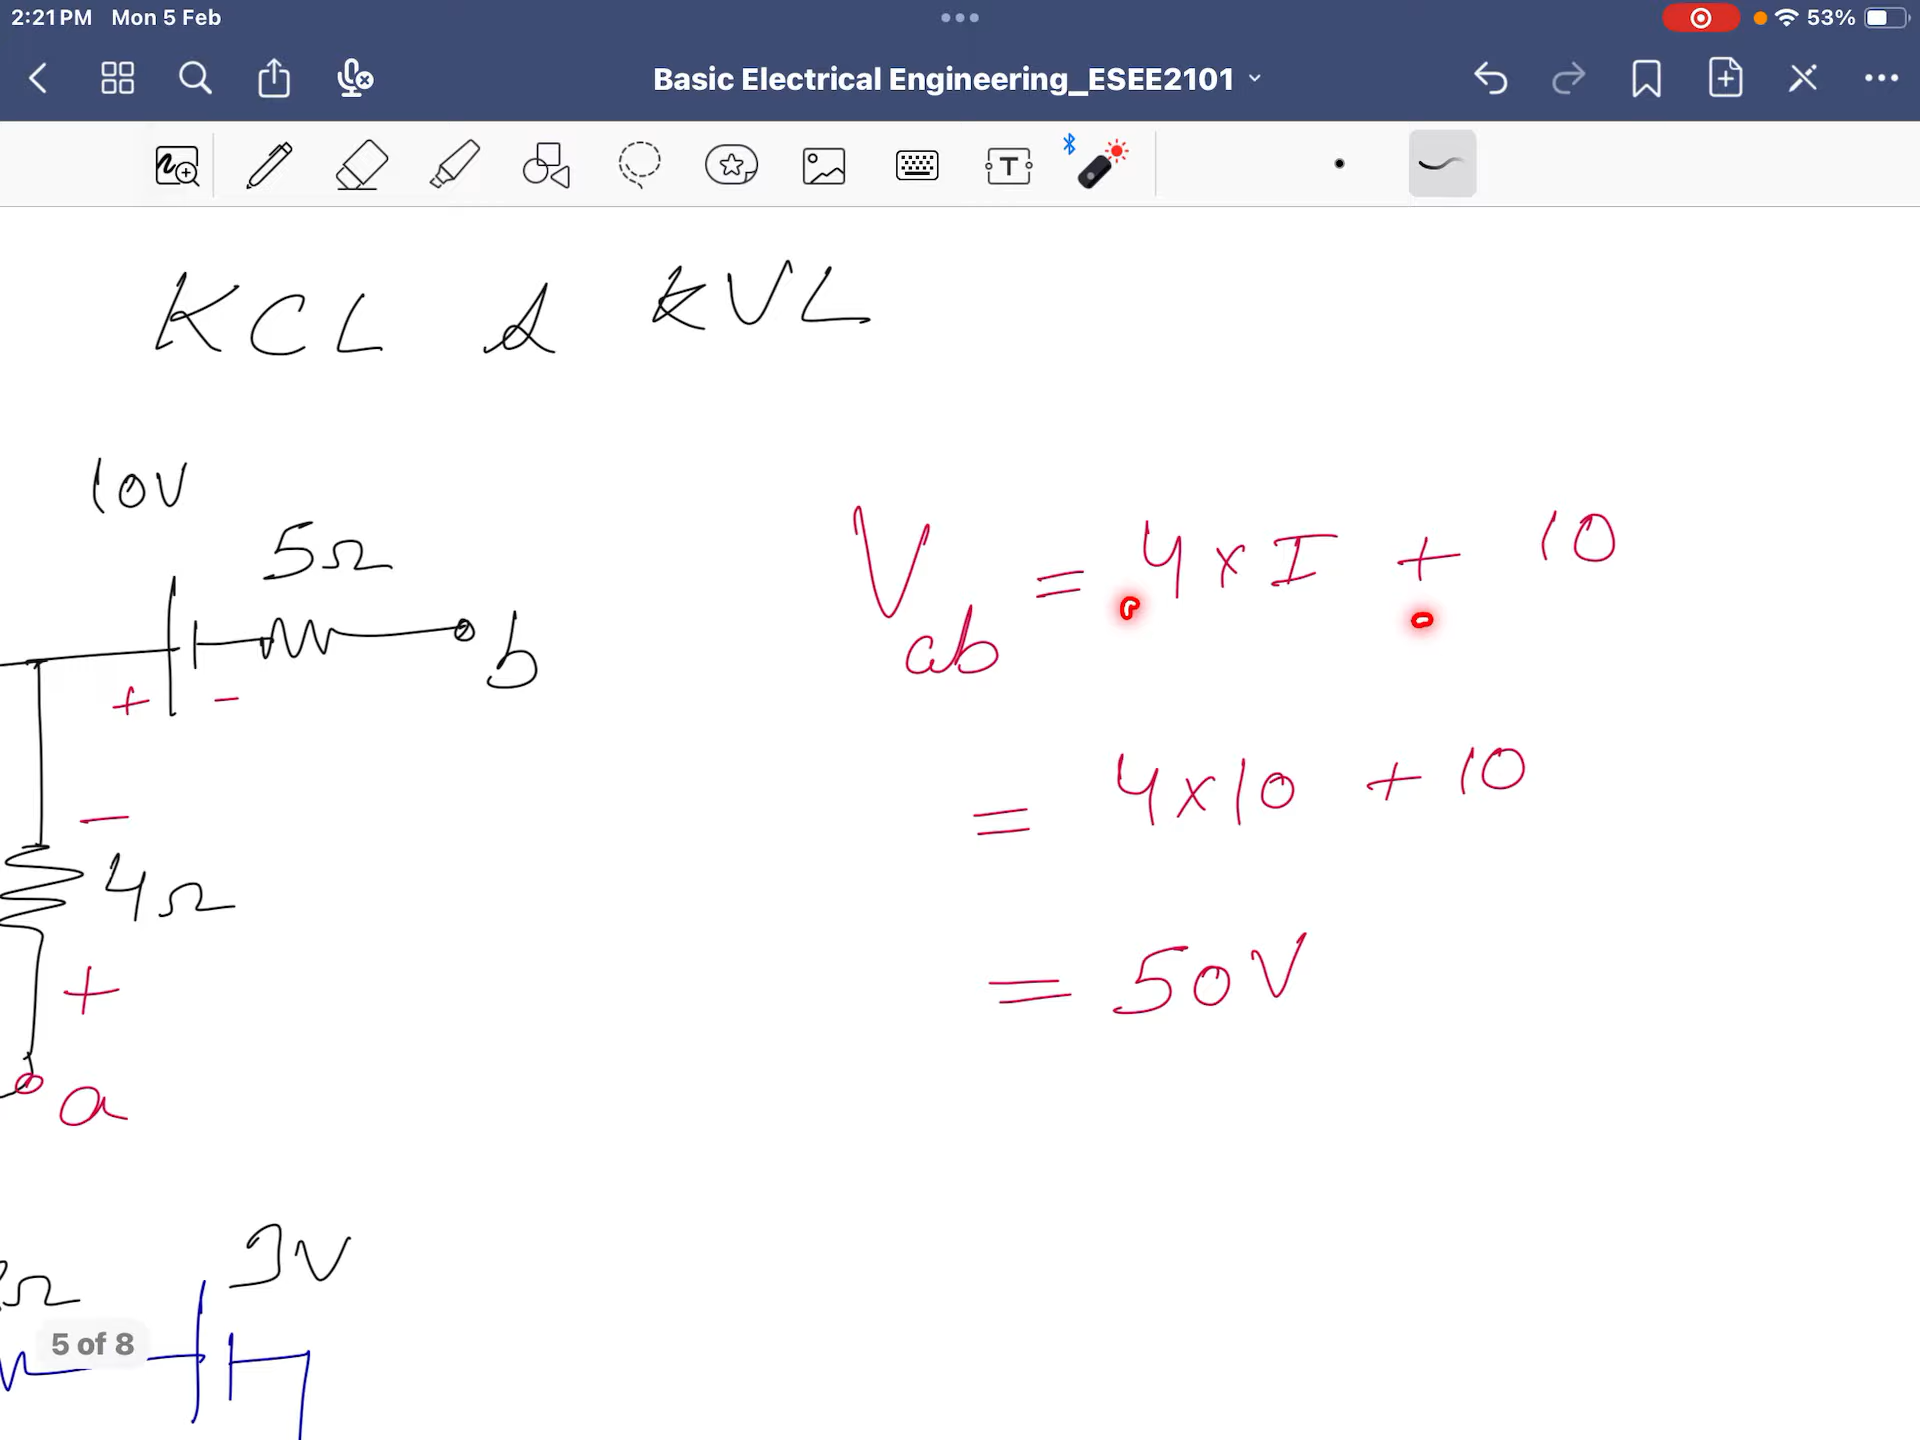 2:21 PM Mon 5 Feb
53%
Basic Electrical Engineering_ESEE2101
T
KCL & KVL
10V
5Ω
V_ab = 4 x I + 10
b
+ -
= 4 x 10 + 10
-
4Ω
= 50V
+
a
3V
Ω
5 of 8